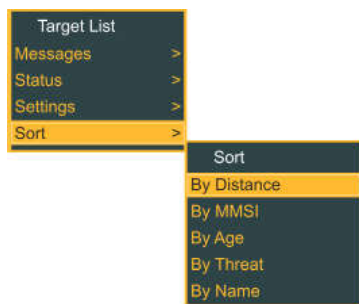 Target List
Messages >
Status >
Settings >
Sort >
Sort
By Distance
By MMSI
By Age
By Threat
By Name